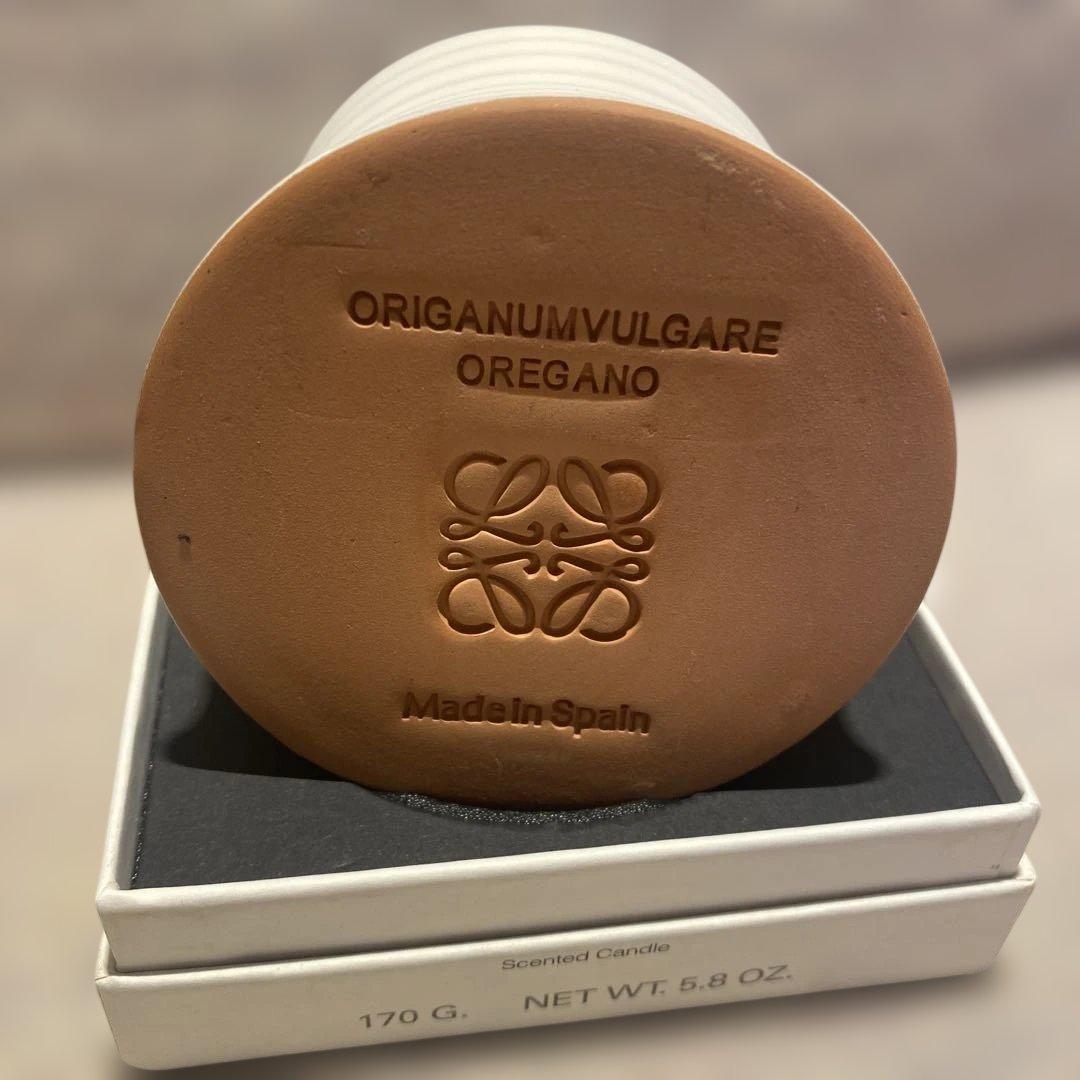 ORIGANUMVULGARE
OREGANO
Made in Spain
Scented Candle
170 G. NET WT. 5.8 OZ.